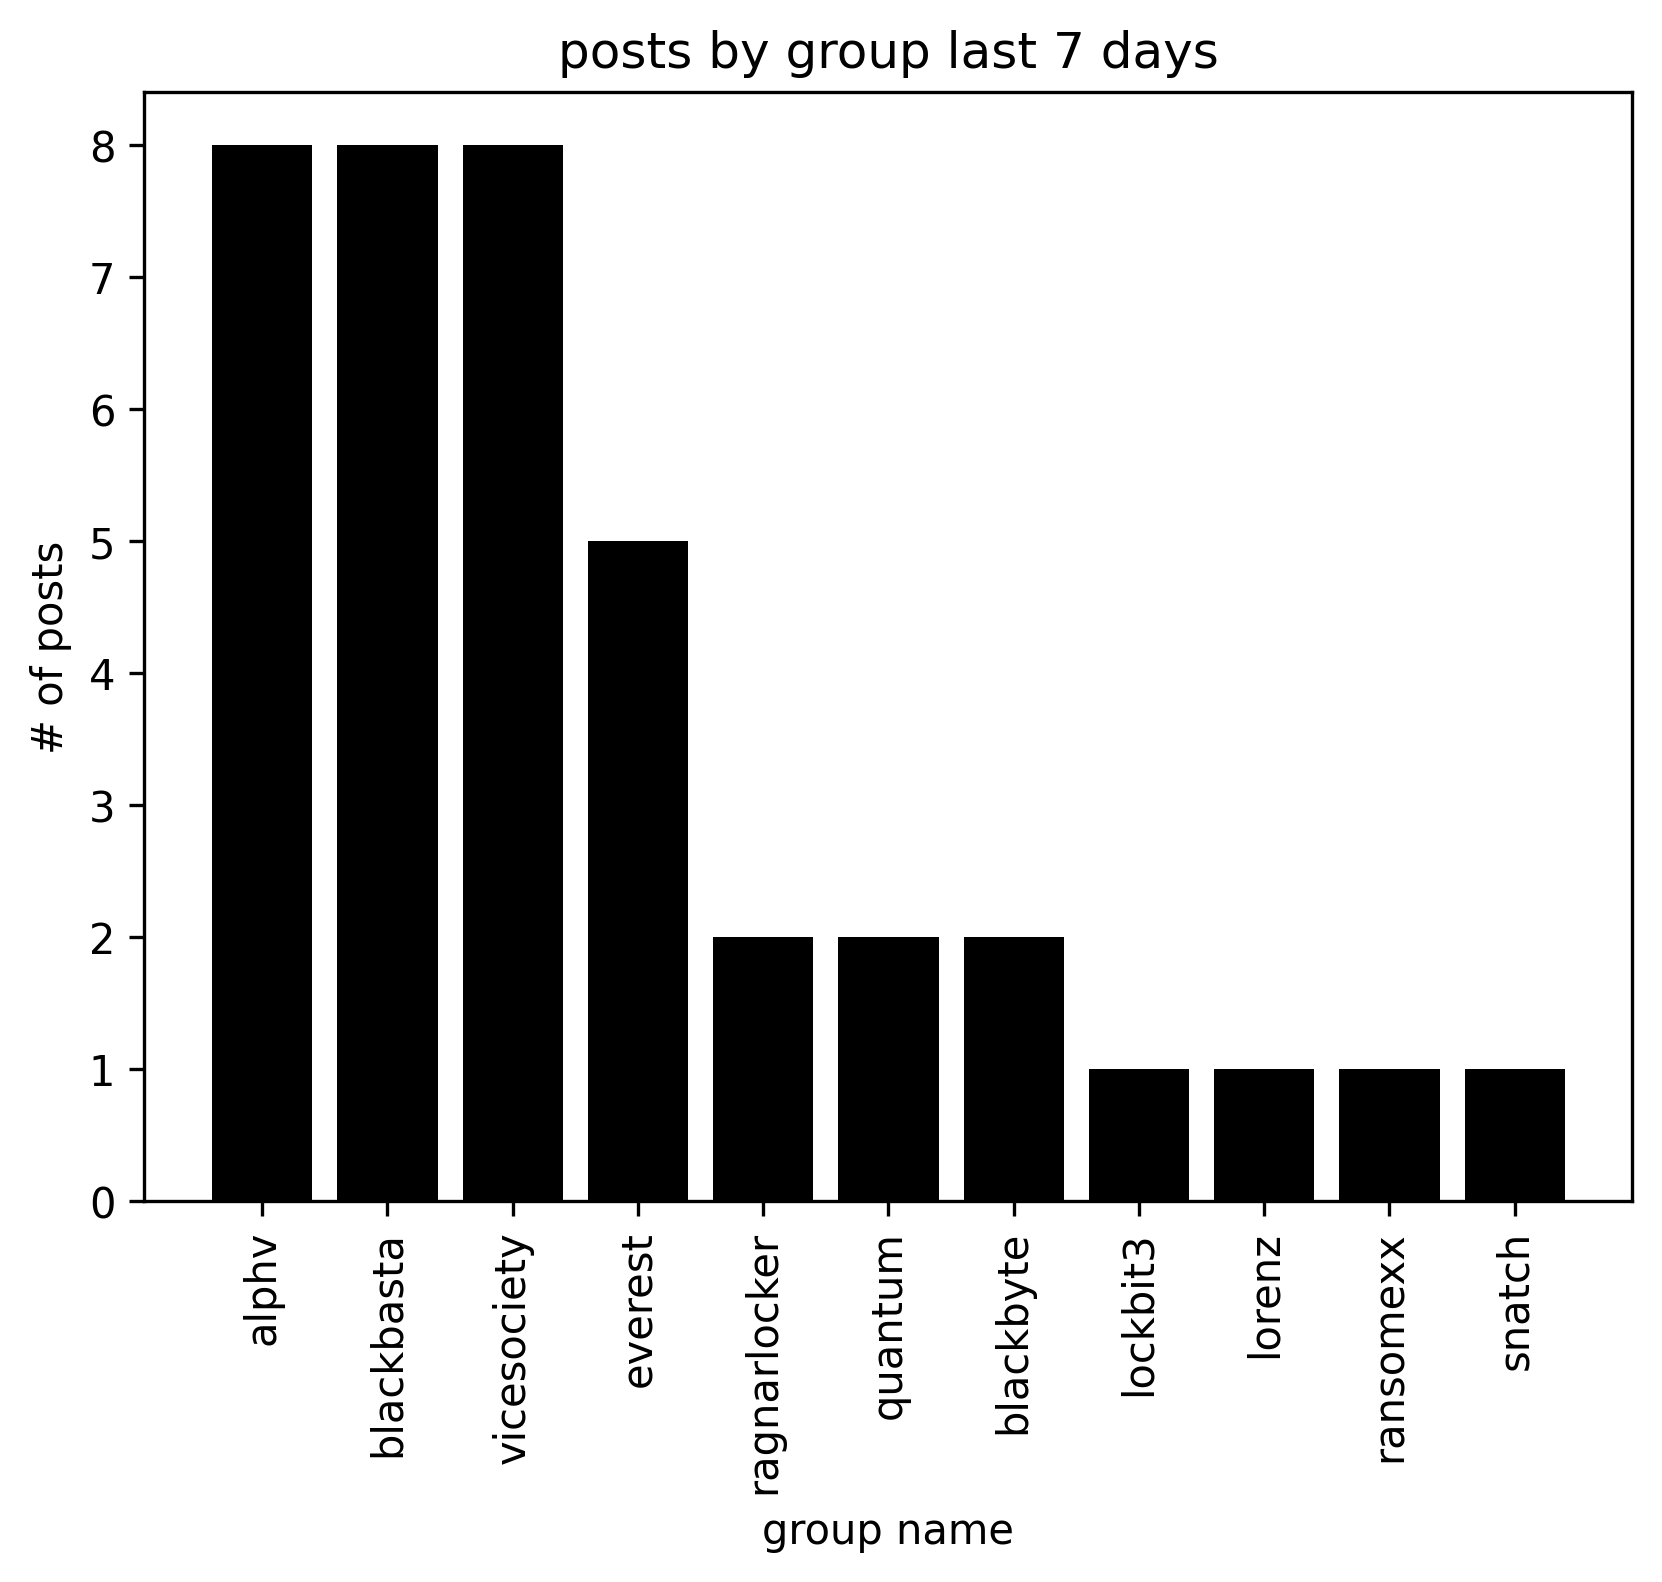 posts by group last 7 days
# of posts
8
7
6
5
4
3
2
1
0
alphv
blackbasta
vicesociety
everest
ragnarlocker
quantum
blackbyte
lockbit3
lorenz
ransomexx
snatch
group name